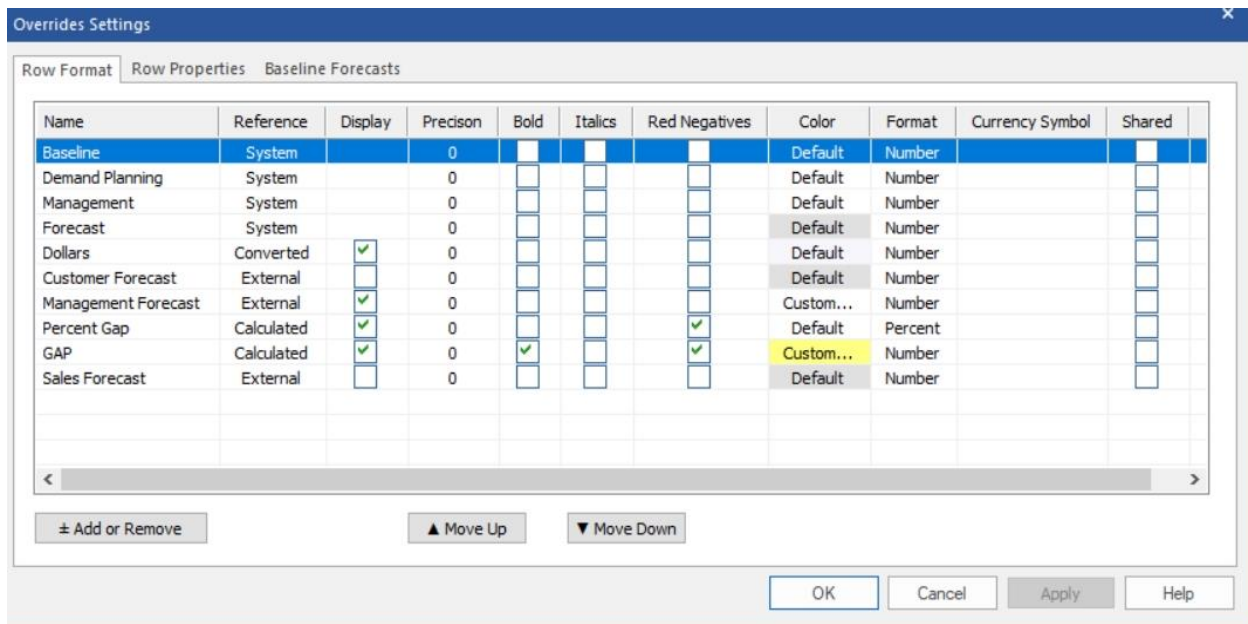 Overrides Settings
Row Format Row Properties Baseline Forecasts
Name Reference Display Precison Bold Italics Red Negatives Color Format Currency Symbol Shared
Baseline System 0 Default Number
Demand Planning System 0 Default Number
Management System 0 Default Number
Forecast System 0 Default Number
Dollars Converted 0 Default Number
Customer Forecast External 0 Default Number
Management Forecast External 0 Custom... Number
Percent Gap Calculated 0 Default Percent
GAP Calculated 0 Custom... Number
Sales Forecast External 0 Default Number
± Add or Remove ▲ Move Up ▼ Move Down
OK Cancel Apply Help